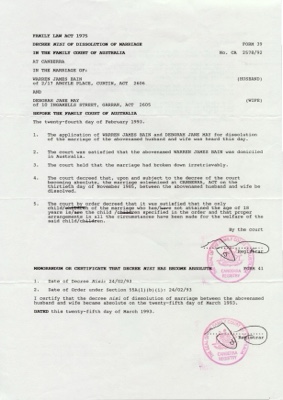 FAMILY LAW ACT 1975
DECREE NISI OF DISSOLUTION OF MARRIAGE FORM 39
IN THE FAMILY COURT OF AUSTRALIA No. CA 2578/92
AT CANBERRA
IN THE MARRIAGE OF:
WARREN JAMES BAIN (HUSBAND)
of 2/17 ARGYLE PLACE, CURTIN, ACT 2605
AND
DEBORAH JANE MAY (WIFE)
of 10 STREET, GARRAN, ACT 2605
BEFORE THE FAMILY COURT OF AUSTRALIA
The twenty-fourth day of February 1993.
1. The application of WARREN JAMES BAIN and DEBORAH JANE MAY for dissolution
of the marriage of the abovenamed husband and wife was heard this day.
2. The court was satisfied that the abovenamed WARREN JAMES BAIN was domiciled
in Australia.
3. The court held that the marriage had broken down irretrievably.
4. The court decreed that, upon and subject to the decree of the court
becoming absolute, the marriage solemnized at CANBERRA, ACT on the
thirtieth day of November 1985, between the abovenamed husband and wife be
dissolved.
5. The court by order decreed that it was satisfied that the only
child/children of the marriage who has/have not attained the age of 18
years is/are the child /children specified in the order and that proper
arrangements in all the circumstances have been made for the welfare of the
said child/children.
By the court
Registrar
MEMORANDUM OR CERTIFICATE THAT DECREE NISI HAS BECOME ABSOLUTE FORM 41
1. Date of Decree Nisi: 24/02/93
2. Date of Order under Section 55A(1)(b)(i): 24/02/93
I certify that the decree nisi of dissolution of marriage between the abovenamed
husband and wife became absolute on the twenty-fifth day of March 1993.
DATED this twenty-fifth day of March 1993.
Registrar
CANBERRA
REGISTRY